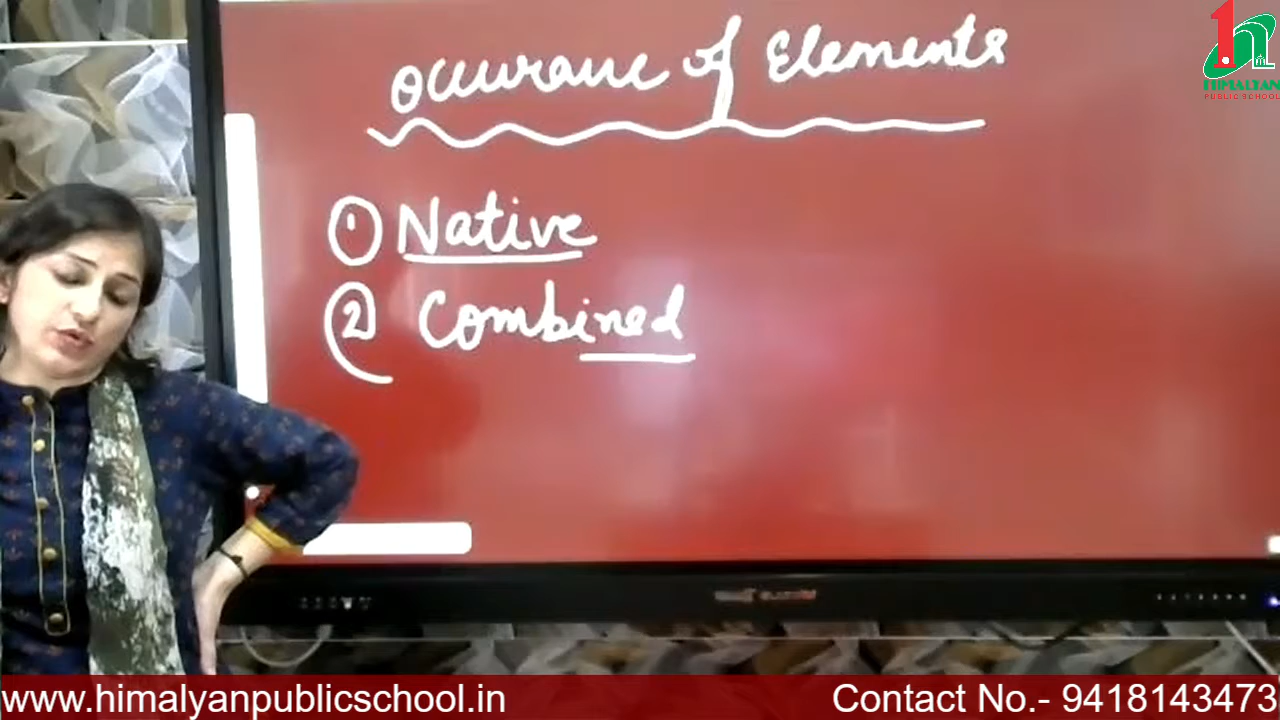 Occurance of Elements
① Native
② Combined
HIMALYAN
PUBLIC SCHOOL
www.himalyanpublicschool.in
Contact No.- 9418143473